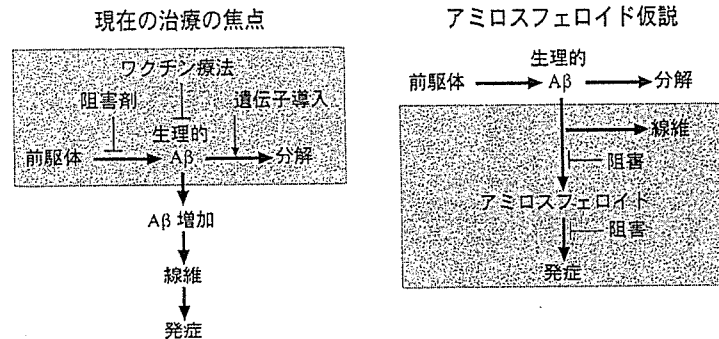 現在の治療の焦点
ワクチン療法
阻害剤
遺伝子導入
生理的
前駆体
Aβ
分解
Aβ 増加
線維
発症
アミロスフェロイド仮説
生理的
前駆体
Aβ
分解
線維
阻害
アミロスフェロイド
阻害
発症